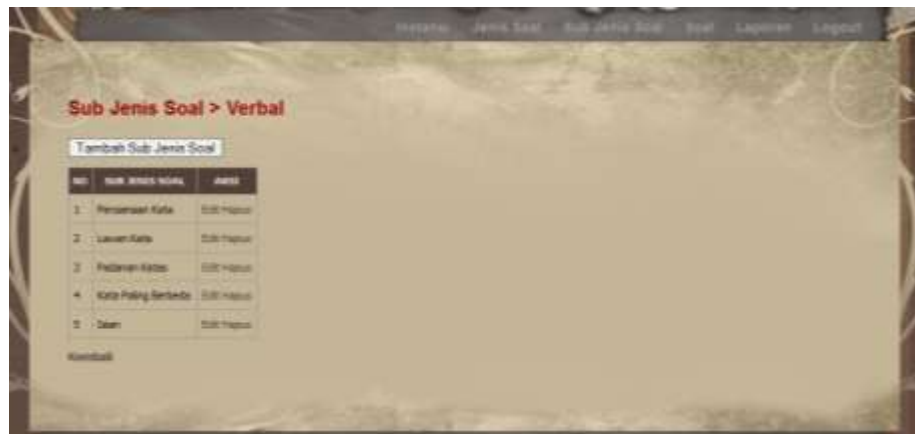 Instansi Jenis Soal Sub Jenis Soal Soal Laporan Logout
Sub Jenis Soal > Verbal
Tambah Sub Jenis Soal
NO SUB JENIS SOAL AKSI
1 Persamaan Kata Edit Hapus
2 Lawan Kata Edit Hapus
3 Padanan Kata Edit Hapus
4 Kata Paling Berbeda Edit Hapus
5 Edit Hapus
Kembali